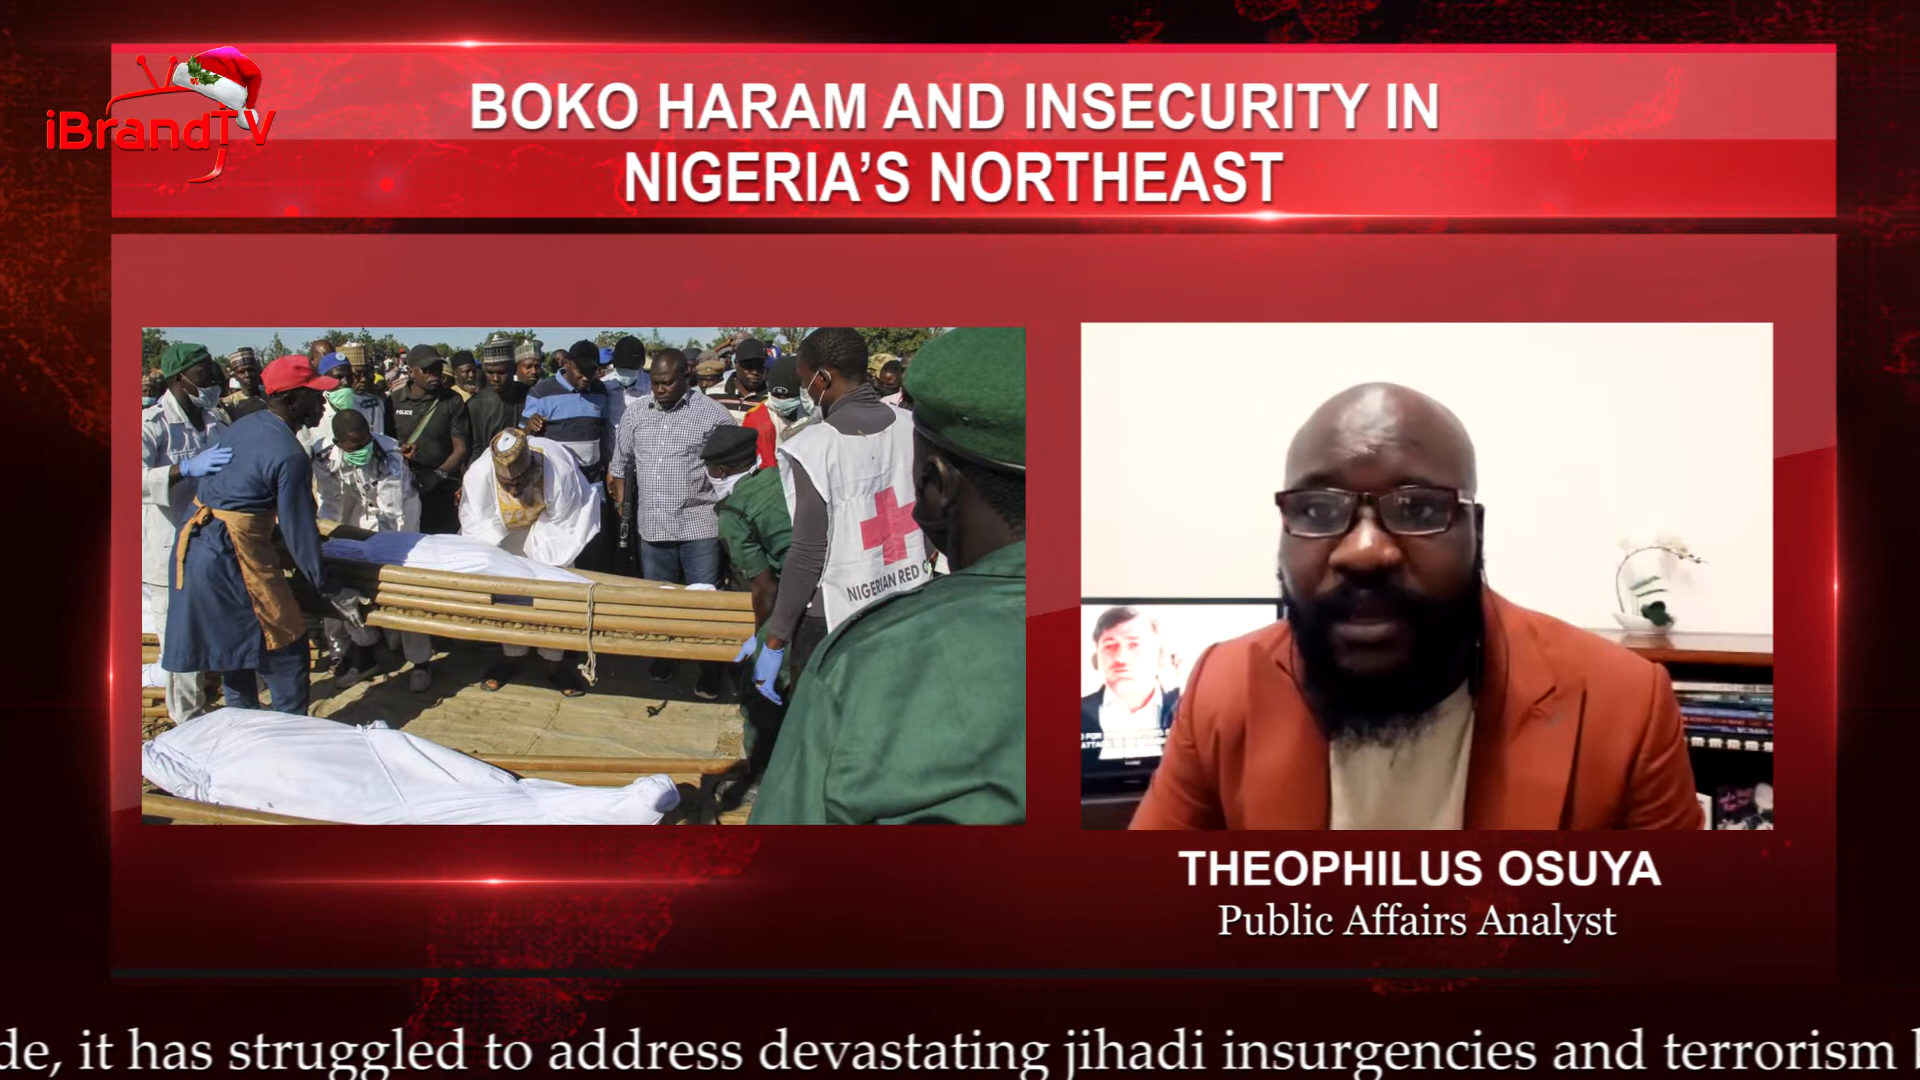 iBrandTV
BOKO HARAM AND INSECURITY IN
NIGERIA'S NORTHEAST
POLICE
NIGERIAN RED
THEOPHILUS OSUYA
Public Affairs Analyst
de, it has struggled to address devastating jihadi insurgencies and terrorism